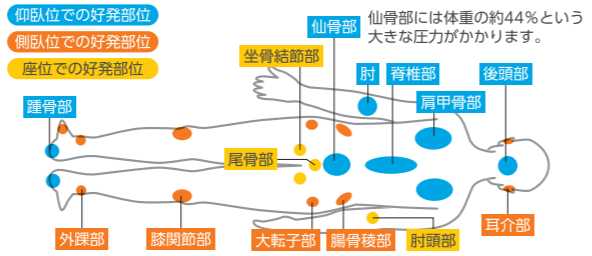 仰臥位での好発部位
側臥位での好発部位
座位での好発部位
仙骨部には体重の約44%という
大きな圧力がかかります。
仙骨部
坐骨結節部
肘
脊椎部
後頭部
肩甲骨部
踵骨部
尾骨部
外踝部
膝関節部
大転子部
腸骨稜部
肘頭部
耳介部